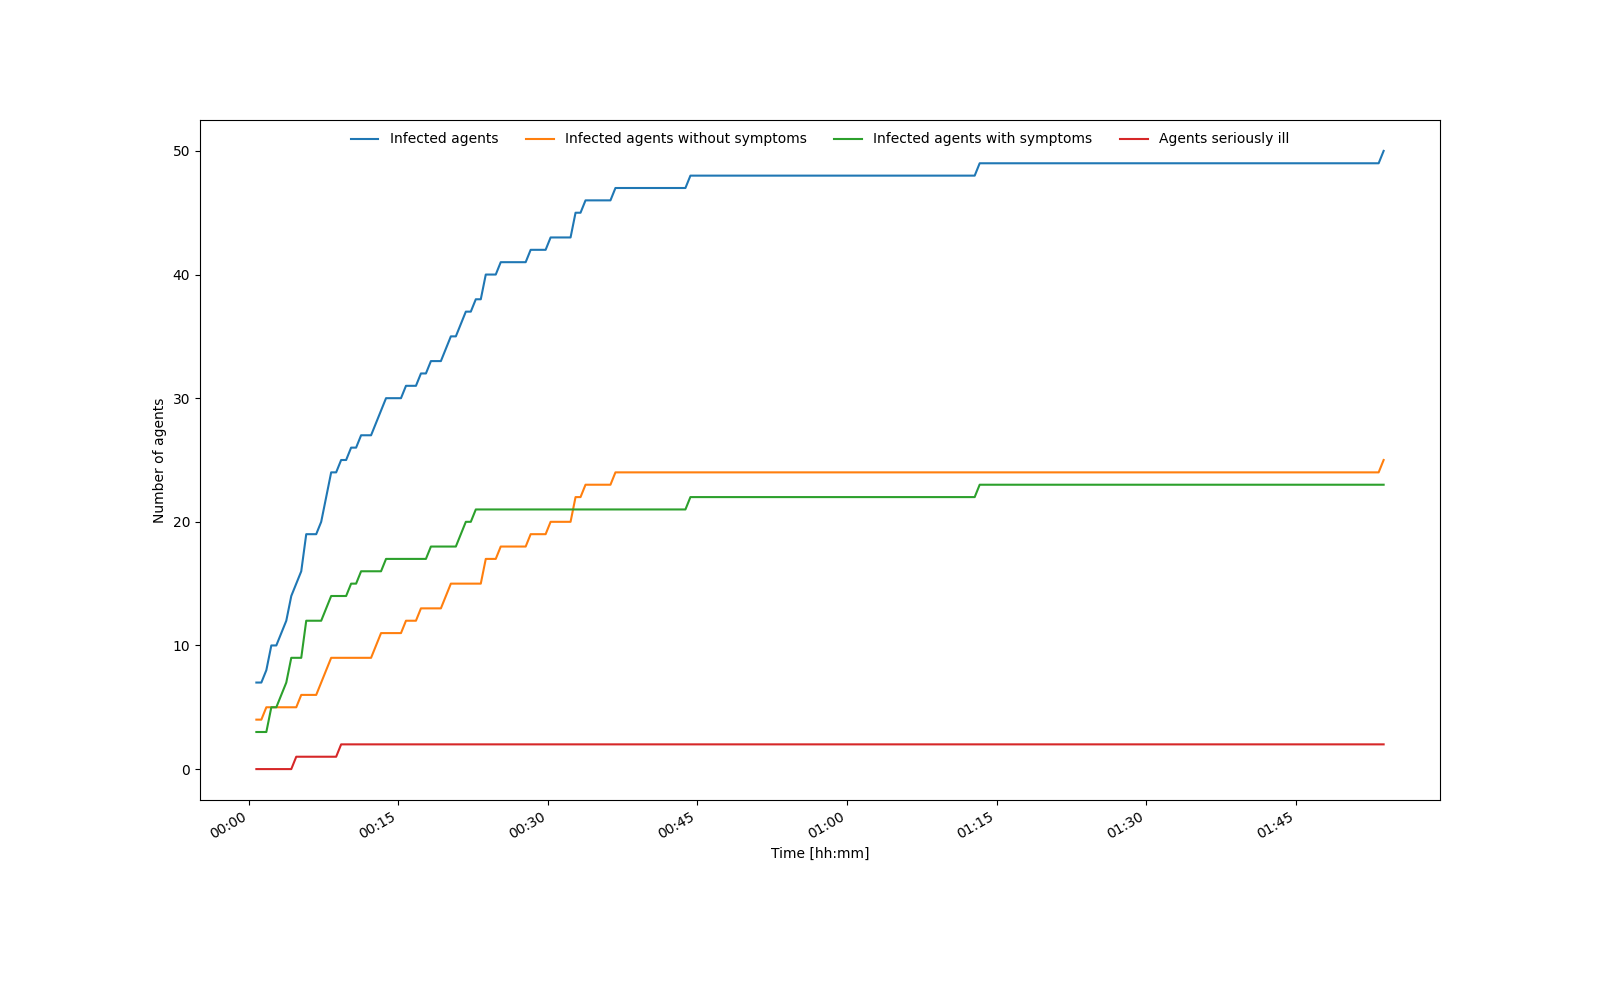 Infected agents
Infected agents without symptoms
Infected agents with symptoms
Agents seriously ill
50
40
30
20
10
0
Number of agents
00:00
00:15
00:30
00:45
01:00
01:15
01:30
01:45
Time [hh:mm]